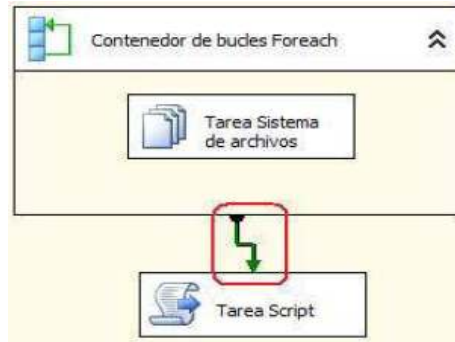 Contenedor de bucles Foreach
Tarea Sistema
de archivos
Tarea Script